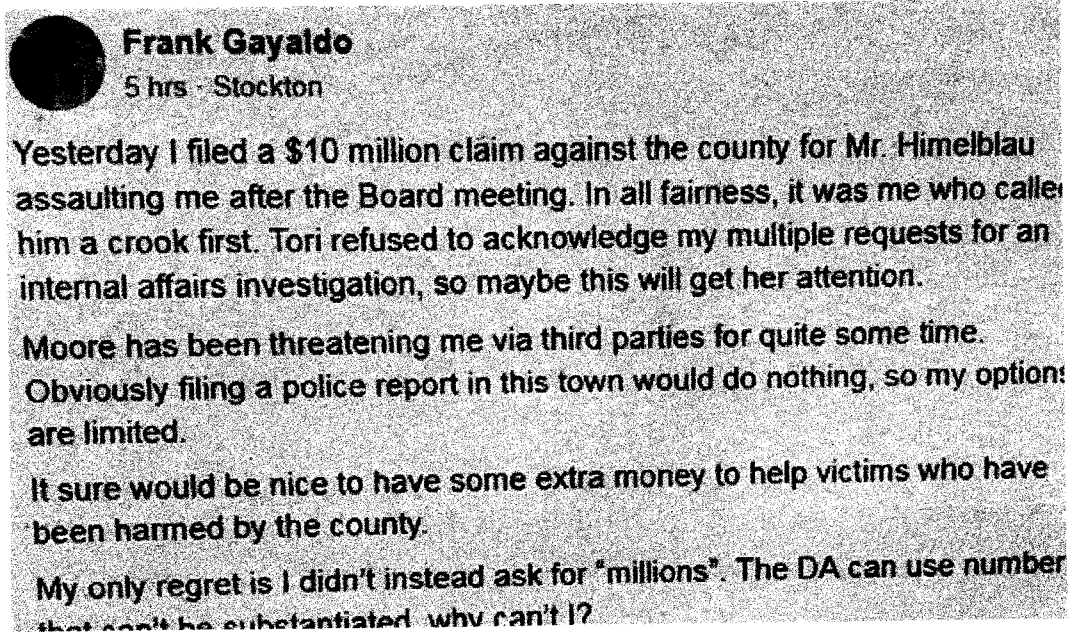 Frank Gayaldo
5 hrs · Stockton
Yesterday I filed a $10 million claim against the county for Mr. Himelblau
assaulting me after the Board meeting. In all fairness, it was me who calle
him a crook first. Tori refused to acknowledge my multiple requests for an
internal affairs investigation, so maybe this will get her attention.
Moore has been threatening me via third parties for quite some time.
Obviously filing a police report in this town would do nothing, so my options
are limited.
It sure would be nice to have some extra money to help victims who have
been harmed by the county.
My only regret is I didn't instead ask for "millions". The DA can use number
that can't be substantiated, why can't I?